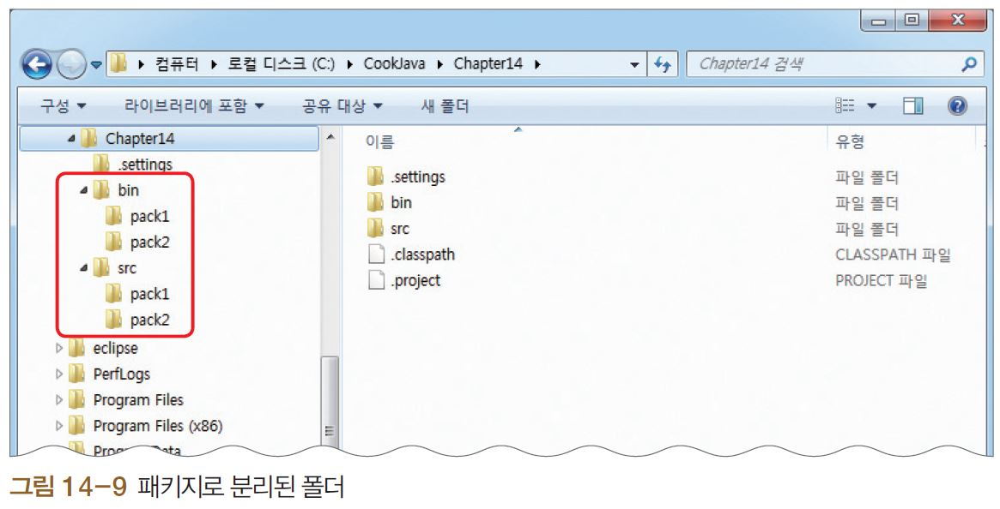 컴퓨터 ▸ 로컬 디스크 (C:) ▸ CookJava ▸ Chapter14 ▸
Chapter14 검색
구성 라이브러리에 포함 공유 대상 새 폴더
Chapter14
.settings
bin
pack1
pack2
src
pack1
pack2
eclipse
PerfLogs
Program Files
Program Files (x86)
이름 유형
.settings 파일 폴더
bin 파일 폴더
src 파일 폴더
.classpath CLASSPATH 파일
.project PROJECT 파일
그림 14-9 패키지로 분리된 폴더